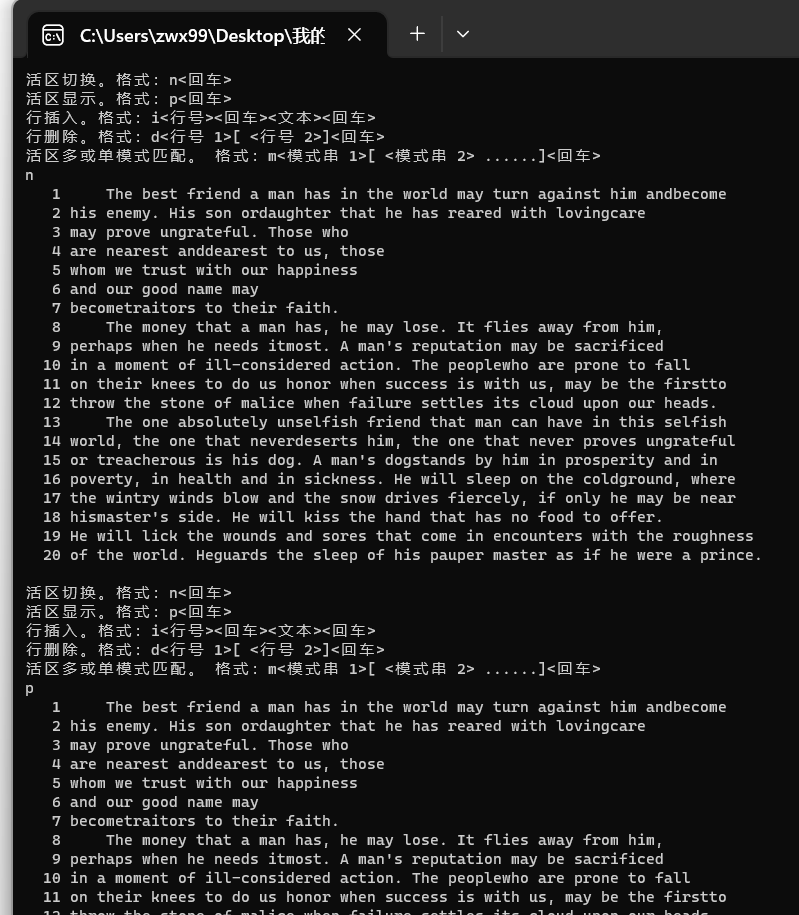 C:\Users\zwx99\Desktop\我的
活区切换。格式: n<回车>
活区显示。格式: p<回车>
行插入。格式: i<行号><回车><文本><回车>
行删除。格式: d<行号 1>[ <行号 2>]<回车>
活区多或单模式匹配。 格式: m<模式串 1>[ <模式串 2> ......]<回车>
n
1 The best friend a man has in the world may turn against him andbecome
2 his enemy. His son ordaughter that he has reared with lovingcare
3 may prove ungrateful. Those who
4 are nearest anddearest to us, those
5 whom we trust with our happiness
6 and our good name may
7 becometraitors to their faith.
8 The money that a man has, he may lose. It flies away from him,
9 perhaps when he needs itmost. A man's reputation may be sacrificed
10 in a moment of ill-considered action. The peoplewho are prone to fall
11 on their knees to do us honor when success is with us, may be the firstto
12 throw the stone of malice when failure settles its cloud upon our heads.
13 The one absolutely unselfish friend that man can have in this selfish
14 world, the one that neverdeserts him, the one that never proves ungrateful
15 or treacherous is his dog. A man's dogstands by him in prosperity and in
16 poverty, in health and in sickness. He will sleep on the coldground, where
17 the wintry winds blow and the snow drives fiercely, if only he may be near
18 hismaster's side. He will kiss the hand that has no food to offer.
19 He will lick the wounds and sores that come in encounters with the roughness
20 of the world. Heguards the sleep of his pauper master as if he were a prince.
活区切换。格式: n<回车>
活区显示。格式: p<回车>
行插入。格式: i<行号><回车><文本><回车>
行删除。格式: d<行号 1>[ <行号 2>]<回车>
活区多或单模式匹配。 格式: m<模式串 1>[ <模式串 2> ......]<回车>
p
1 The best friend a man has in the world may turn against him andbecome
2 his enemy. His son ordaughter that he has reared with lovingcare
3 may prove ungrateful. Those who
4 are nearest anddearest to us, those
5 whom we trust with our happiness
6 and our good name may
7 becometraitors to their faith.
8 The money that a man has, he may lose. It flies away from him,
9 perhaps when he needs itmost. A man's reputation may be sacrificed
10 in a moment of ill-considered action. The peoplewho are prone to fall
11 on their knees to do us honor when success is with us, may be the firstto
12 throw the stone of malice when failure settles its cloud upon our heads.